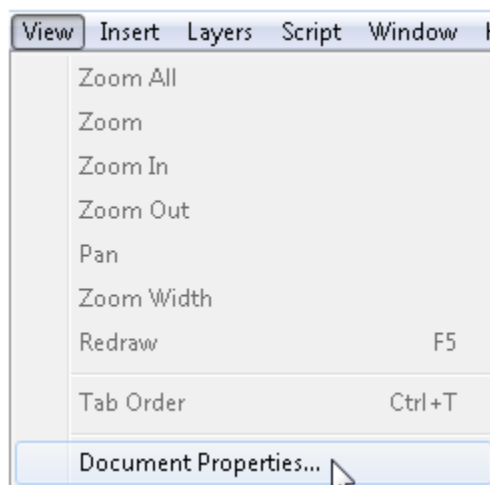 View Insert Layers Script Window
Zoom All
Zoom
Zoom In
Zoom Out
Pan
Zoom Width
Redraw F5
Tab Order Ctrl+T
Document Properties...